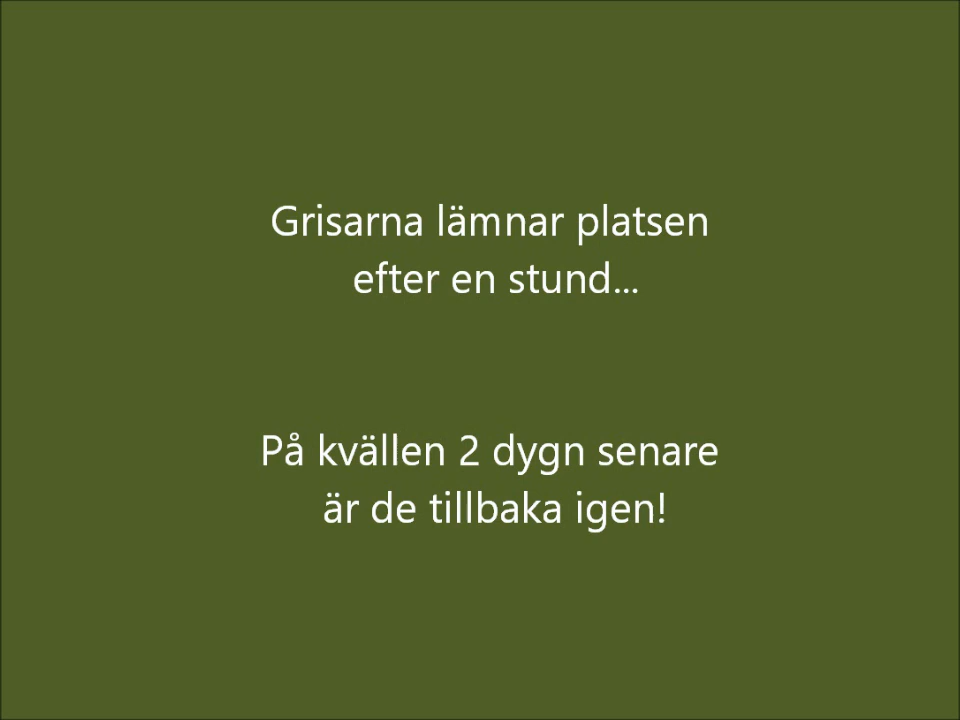 Grisarna lämnar platsen
efter en stund...
På kvällen 2 dygn senare
är de tillbaka igen!